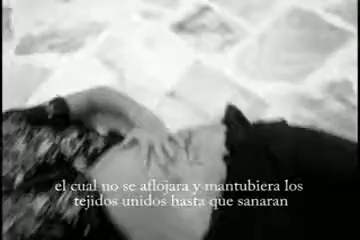 el cual no se aflojara y mantubiera los
tejidos unidos hasta que sanaran